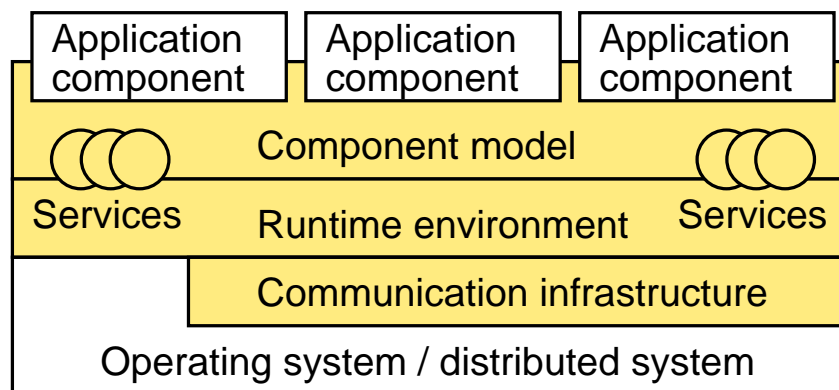 Application
component
Application
component
Application
component
Component model
Services
Runtime environment
Services
Communication infrastructure
Operating system / distributed system